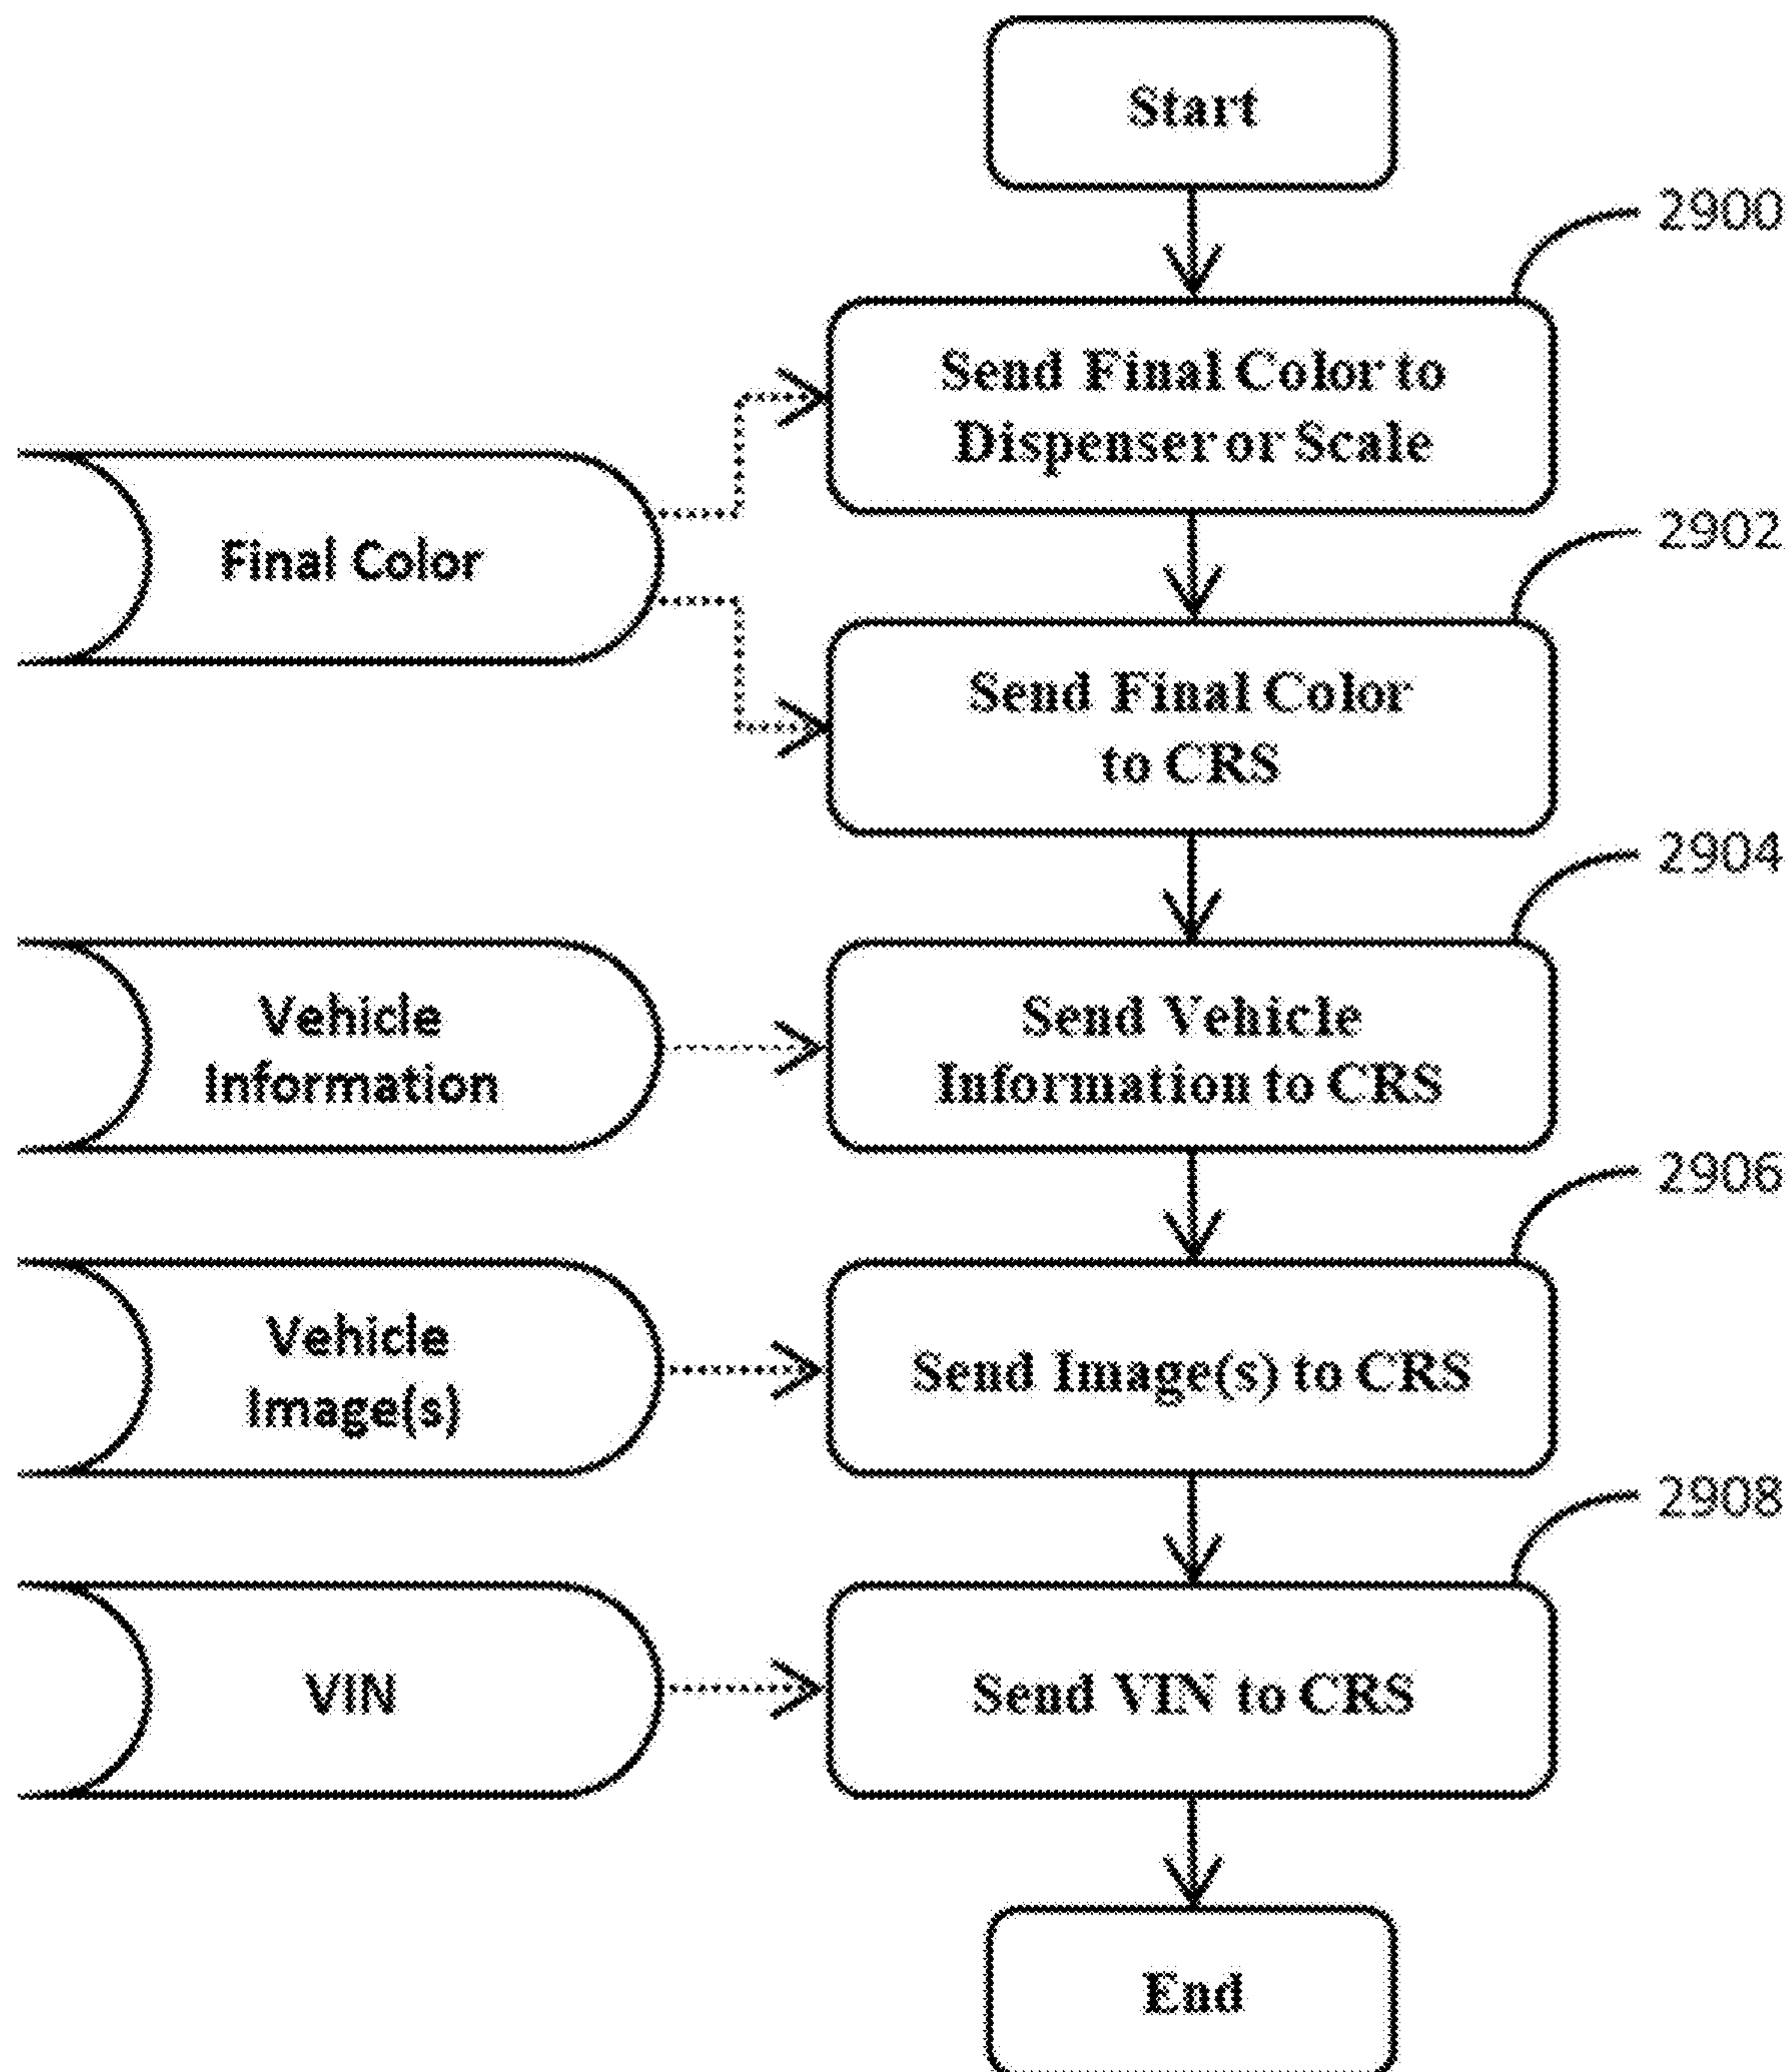 Start
2900
Send Final Color to
Dispenser or Scale
Final Color
2902
Send Final Color
to CRS
2904
Vehicle
Information
Send Vehicle
Information to CRS
2906
Vehicle
Image(s)
Send Image(s) to CRS
2908
VIN
Send VIN to CRS
End